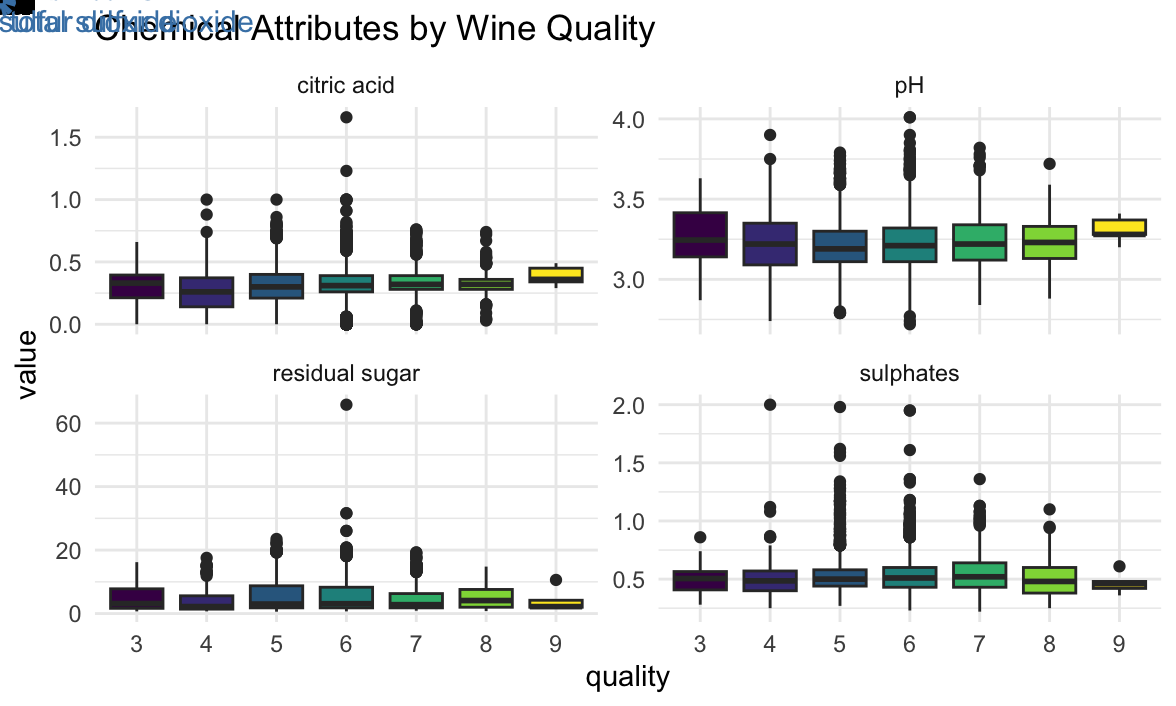 Chemical Attributes by Wine Quality
citric acid
pH
1.5
1.0
0.5
0.0
4.0
3.5
3.0
value
residual sugar
sulphates
60
40
20
0
2.0
1.5
1.0
0.5
3 4 5 6 7 8 9
3 4 5 6 7 8 9
quality